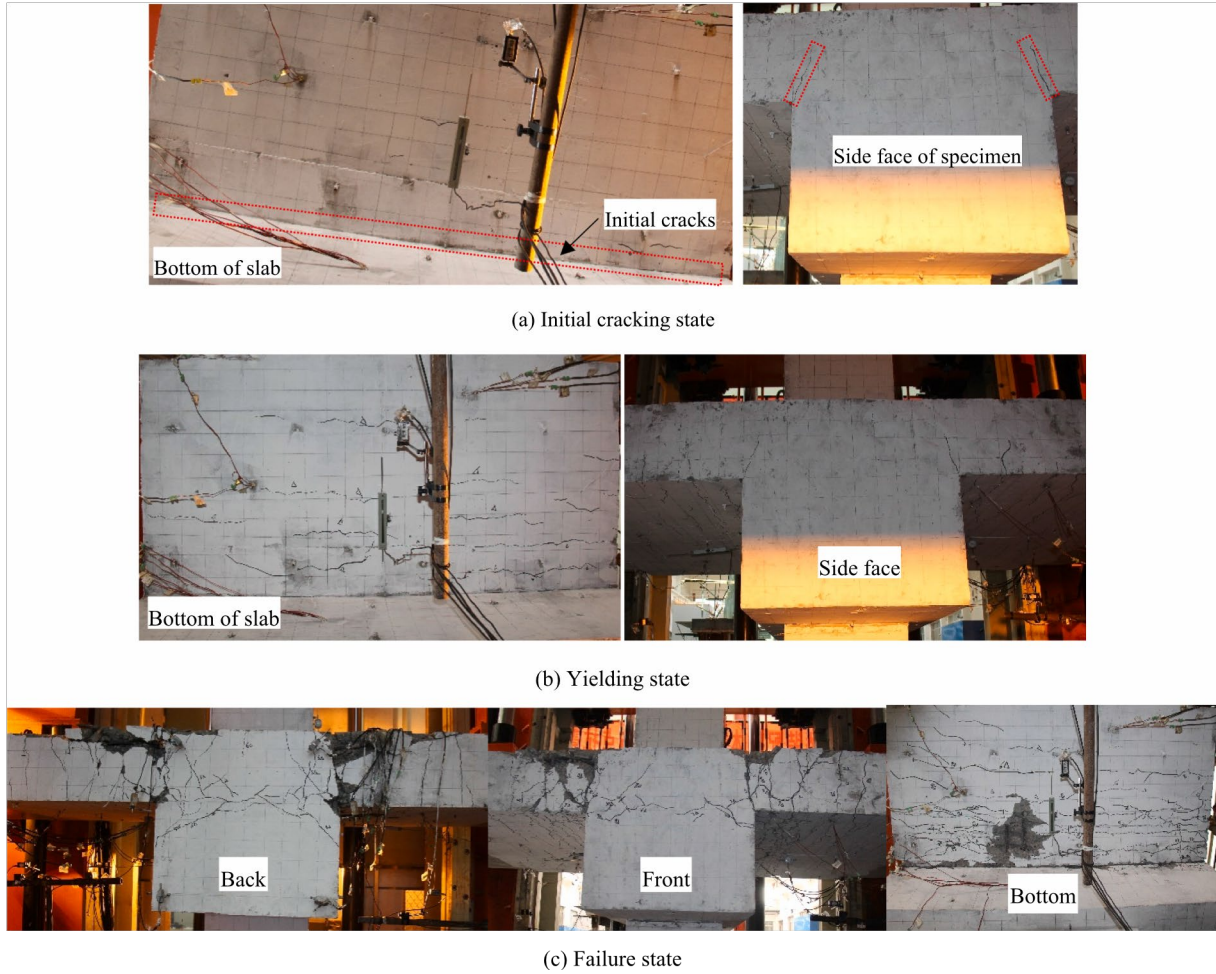 Initial cracks
Bottom of slab
Side face of specimen
(a) Initial cracking state
Bottom of slab
Side face
(b) Yielding state
Back
Front
Bottom
(c) Failure state